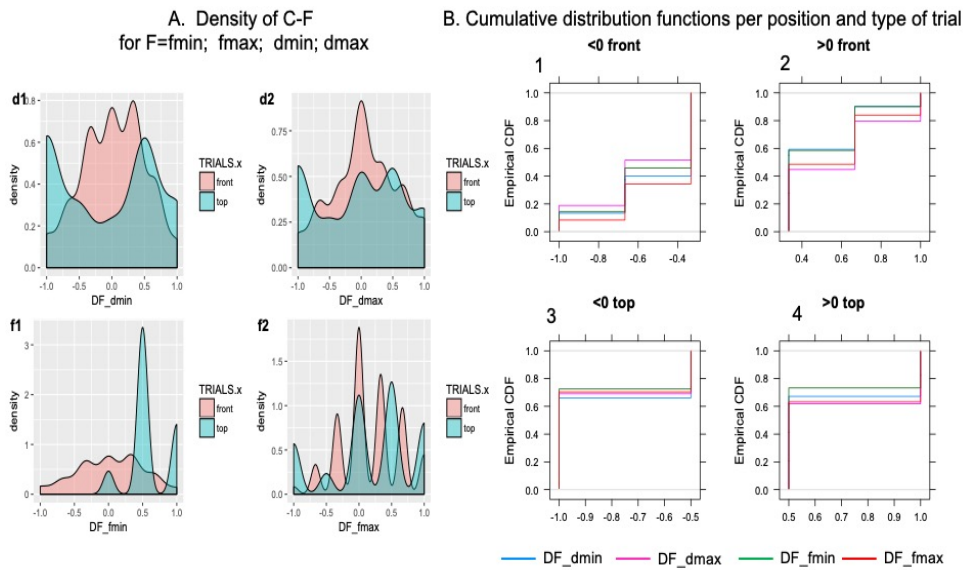 A. Density of C-F
for F=fmin; fmax; dmin; dmax
B. Cumulative distribution functions per position and type of trial
d1
0.8
0.6
0.4
0.2
0.0
density
-1.0 -0.5 0.0 0.5 1.0
DF_dmin
TRIALS.x
front
top
d2
0.75
0.50
0.25
0.00
density
-1.0 -0.5 0.0 0.5 1.0
DF_dmax
TRIALS.x
front
top
f1
3
2
1
0
density
-1.0 -0.5 0.0 0.5 1.0
DF_fmin
TRIALS.x
front
top
f2
1.5
1.0
0.5
0.0
density
-1.0 -0.5 0.0 0.5 1.0
DF_fmax
TRIALS.x
front
top
<0 front
1
1.0
0.8
0.6
0.4
0.2
0.0
Empirical CDF
-1.0 -0.8 -0.6 -0.4
>0 front
2
1.0
0.8
0.6
0.4
0.2
0.0
Empirical CDF
0.4 0.6 0.8 1.0
<0 top
3
1.0
0.8
0.6
0.4
0.2
0.0
Empirical CDF
-1.0 -0.9 -0.8 -0.7 -0.6 -0.5
>0 top
4
1.0
0.8
0.6
0.4
0.2
0.0
Empirical CDF
0.5 0.6 0.7 0.8 0.9 1.0
DF_dmin DF_dmax DF_fmin DF_fmax